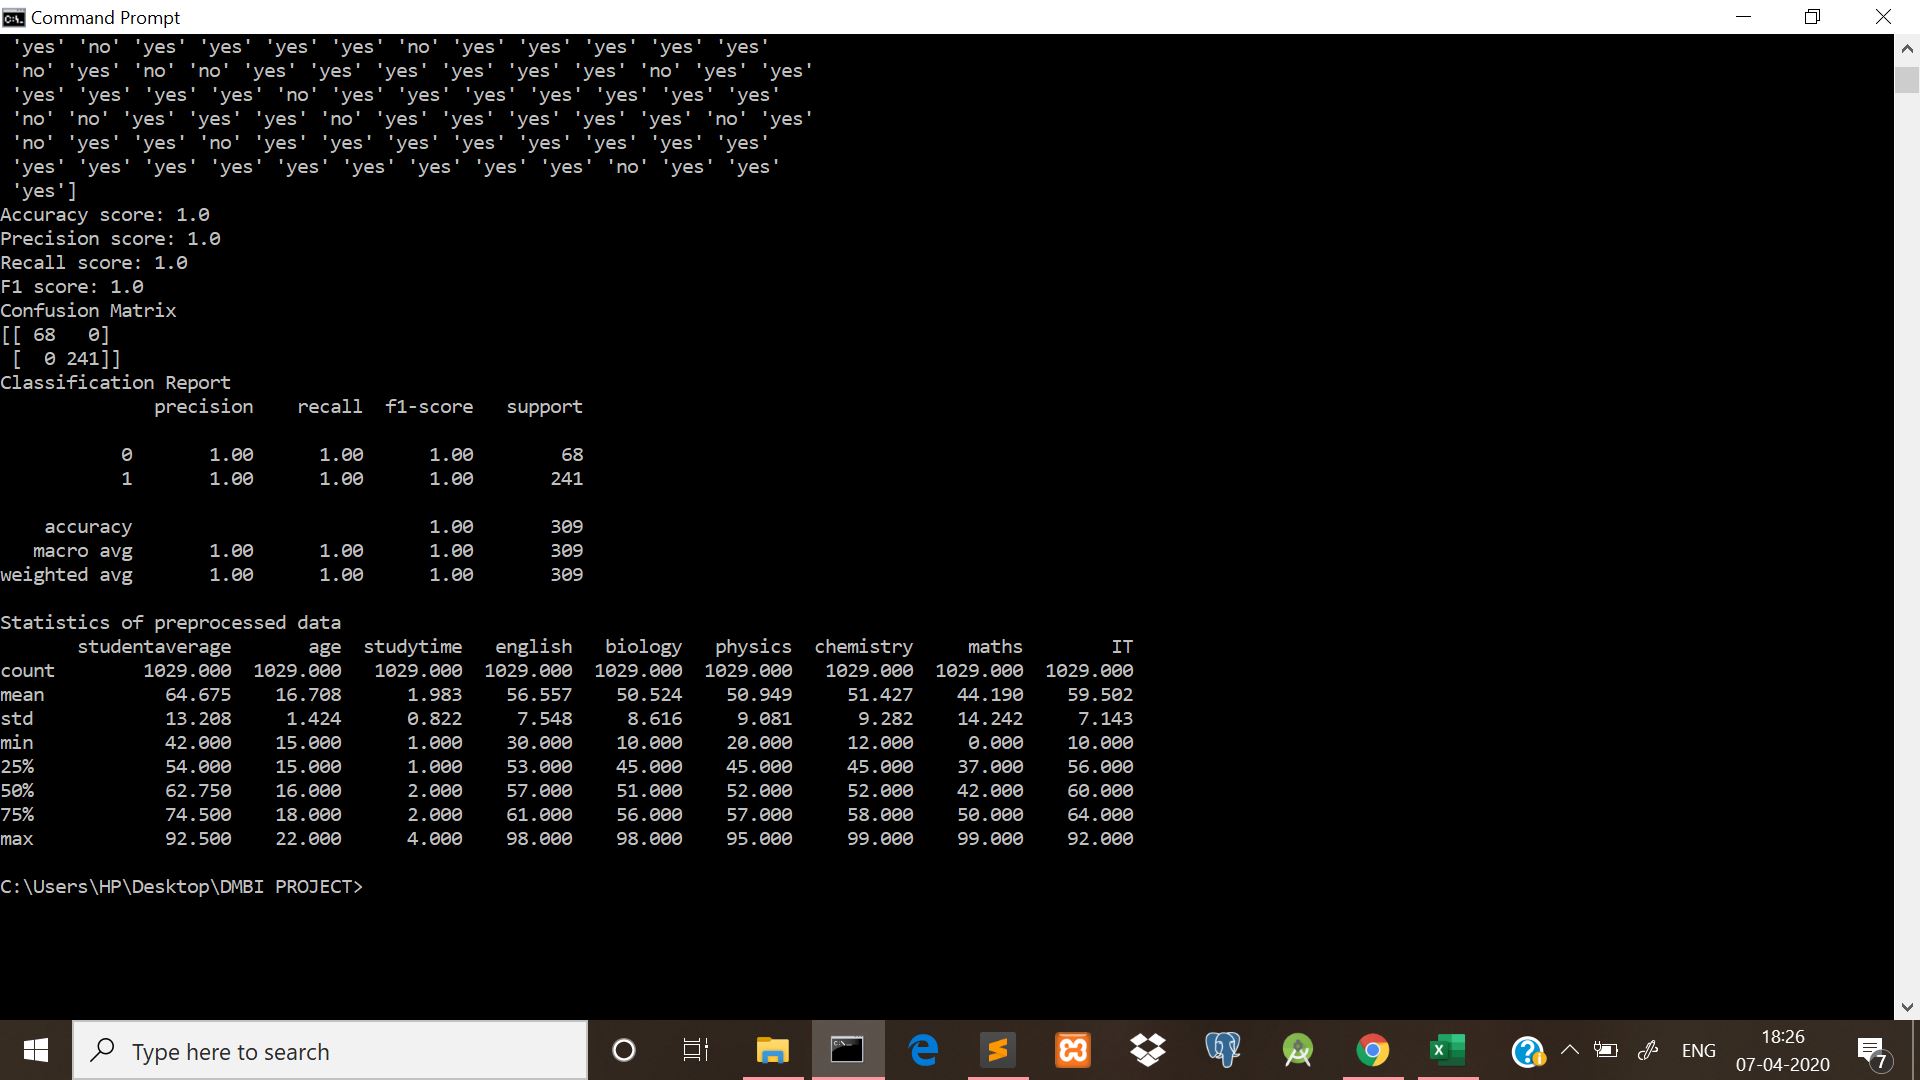 Command Prompt
'yes' 'no' 'yes' 'yes' 'yes' 'yes' 'no' 'yes' 'yes' 'yes' 'yes' 'yes'
'no' 'yes' 'no' 'no' 'yes' 'yes' 'yes' 'yes' 'yes' 'yes' 'no' 'yes' 'yes'
'yes' 'yes' 'yes' 'yes' 'no' 'yes' 'yes' 'yes' 'yes' 'yes' 'yes' 'yes'
'no' 'no' 'yes' 'yes' 'yes' 'no' 'yes' 'yes' 'yes' 'yes' 'yes' 'no' 'yes'
'no' 'yes' 'yes' 'no' 'yes' 'yes' 'yes' 'yes' 'yes' 'yes' 'yes' 'yes'
'yes' 'yes' 'yes' 'yes' 'yes' 'yes' 'yes' 'yes' 'yes' 'no' 'yes' 'yes'
'yes']
Accuracy score: 1.0
Precision score: 1.0
Recall score: 1.0
F1 score: 1.0
Confusion Matrix
[[ 68   0]
 [  0 241]]
Classification Report
precision recall f1-score support
0 1.00 1.00 1.00 68
1 1.00 1.00 1.00 241
accuracy 1.00 309
macro avg 1.00 1.00 1.00 309
weighted avg 1.00 1.00 1.00 309
Statistics of preprocessed data
studentaverage age studytime english biology physics chemistry maths IT
count 1029.000 1029.000 1029.000 1029.000 1029.000 1029.000 1029.000 1029.000 1029.000
mean 64.675 16.708 1.983 56.557 50.524 50.949 51.427 44.190 59.502
std 13.208 1.424 0.822 7.548 8.616 9.081 9.282 14.242 7.143
min 42.000 15.000 1.000 30.000 10.000 20.000 12.000 0.000 10.000
25% 54.000 15.000 1.000 53.000 45.000 45.000 45.000 37.000 56.000
50% 62.750 16.000 2.000 57.000 51.000 52.000 52.000 42.000 60.000
75% 74.500 18.000 2.000 61.000 56.000 57.000 58.000 50.000 64.000
max 92.500 22.000 4.000 98.000 98.000 95.000 99.000 99.000 92.000
C:\Users\HP\Desktop\DMBI PROJECT>
Type here to search
ENG
18:26
07-04-2020
7